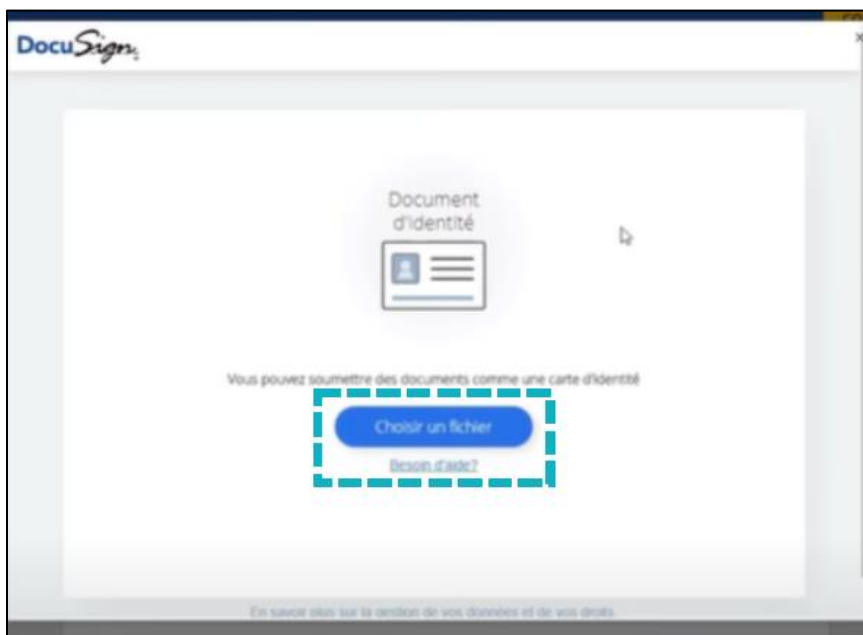 DocuSign
Document
d'identité
Vous pouvez soumettre des documents comme une carte d'identité
Choisir un fichier
Besoin d'aide?
En savoir plus sur la gestion de vos données et de vos droits